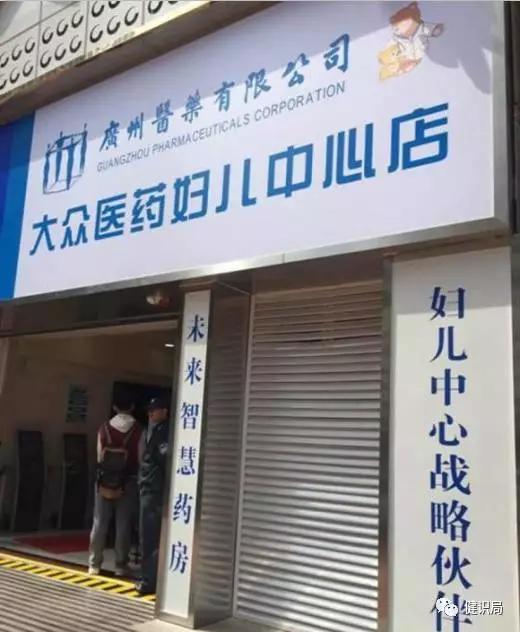 廣州醫藥有限公司
GUANGZHOU PHARMACEUTICALS CORPORATION
大众医药妇儿中心店
未来智慧药房
妇儿中心战略伙伴
健识局